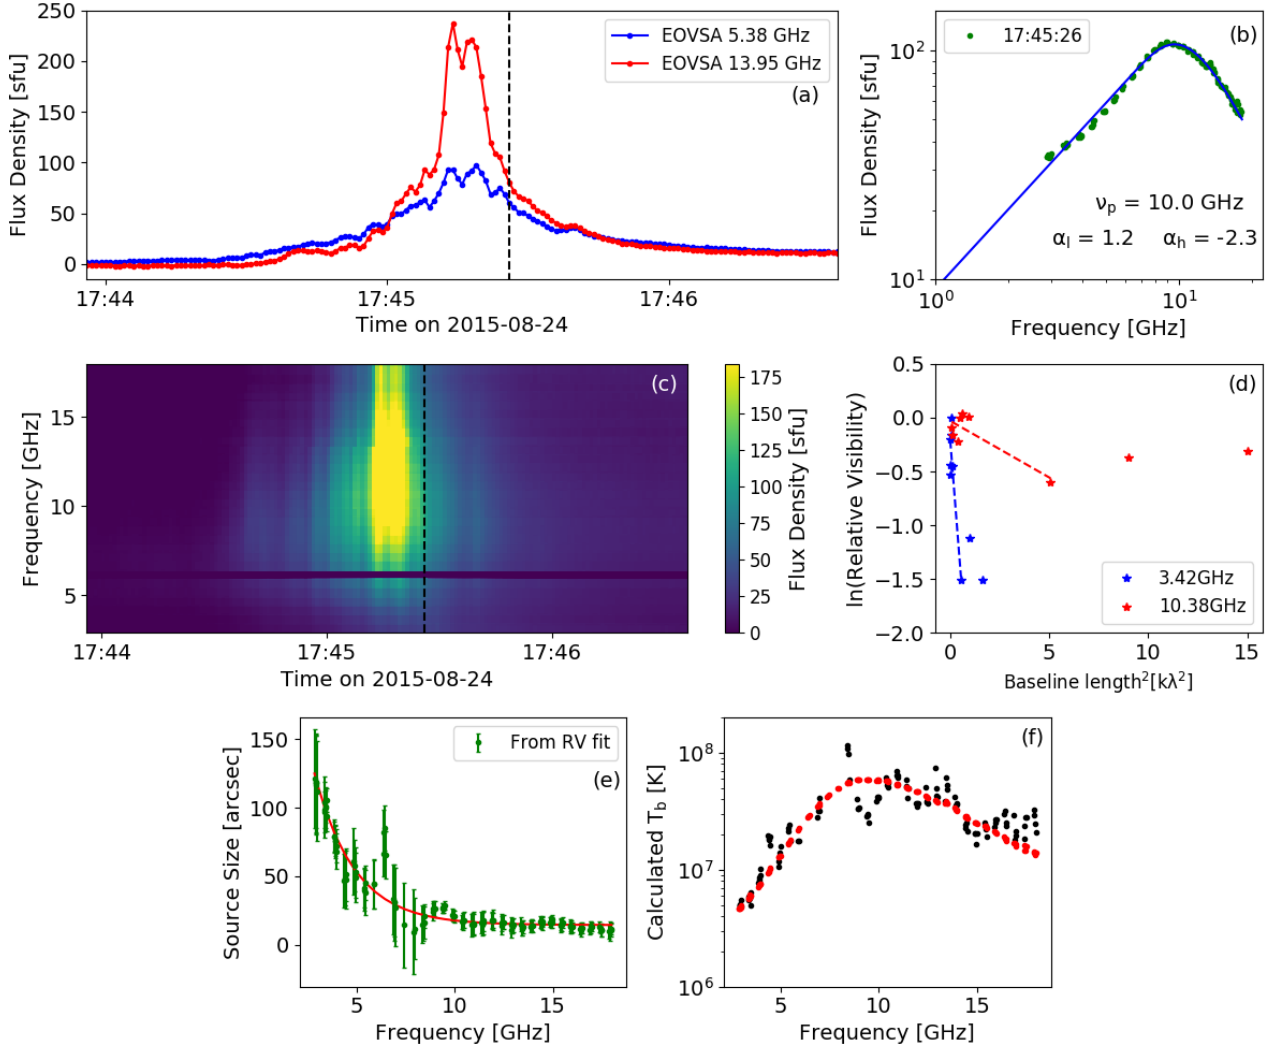 250
200
150
100
50
0
Flux Density [sfu]
EOVSA 5.38 GHz
EOVSA 13.95 GHz
(a)
17:44
17:45
17:46
Time on 2015-08-24
10²
10¹
Flux Density [sfu]
17:45:26
(b)
νp = 10.0 GHz
αl = 1.2 αh = -2.3
10⁰
10¹
Frequency [GHz]
15
10
5
Frequency [GHz]
(c)
17:44
17:45
17:46
Time on 2015-08-24
175
150
125
100
75
50
25
0
Flux Density [sfu]
0.5
0.0
−0.5
−1.0
−1.5
−2.0
ln(Relative Visibility)
(d)
3.42GHz
10.38GHz
0
5
10
15
Baseline length²[kλ²]
150
100
50
0
Source Size [arcsec]
From RV fit
(e)
5
10
15
Frequency [GHz]
10⁸
10⁷
10⁶
Calculated Tb [K]
(f)
5
10
15
Frequency [GHz]